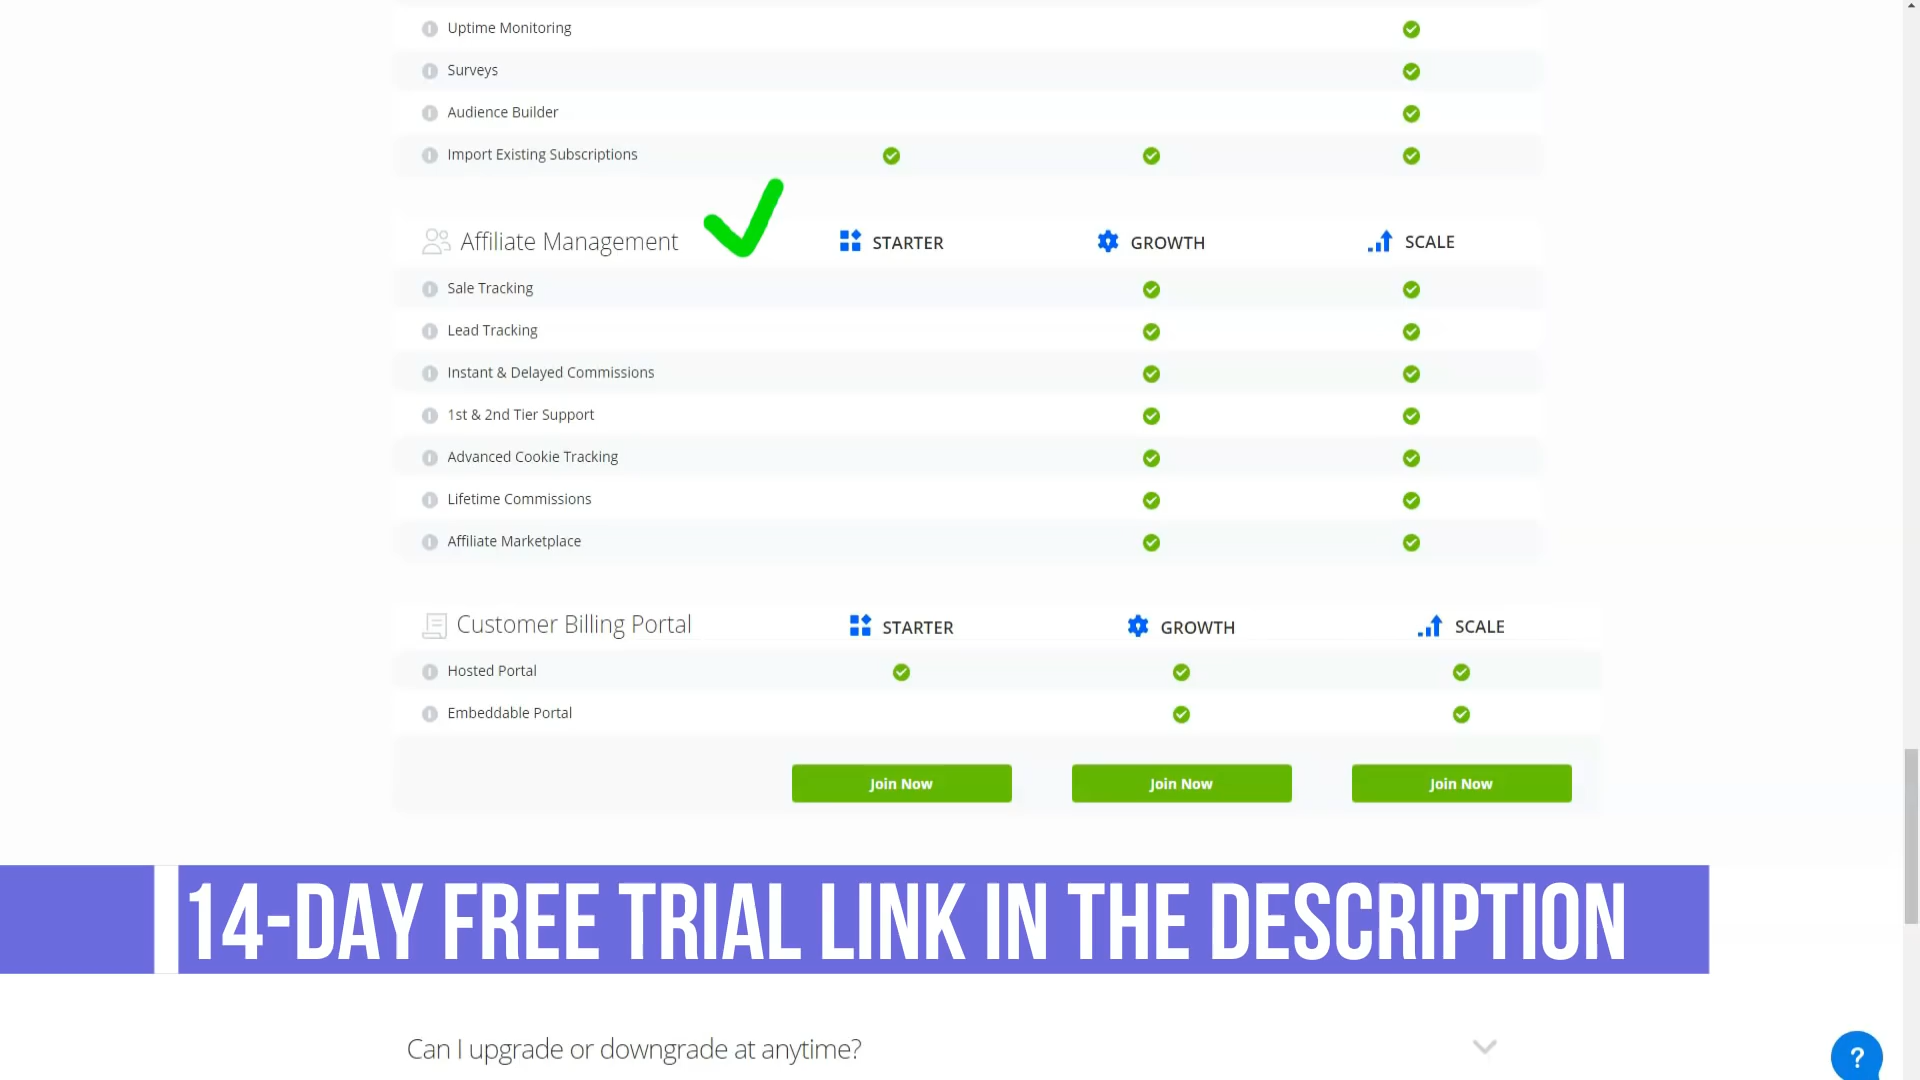 Uptime Monitoring
Surveys
Audience Builder
Import Existing Subscriptions
Affiliate Management STARTER GROWTH SCALE
Sale Tracking
Lead Tracking
Instant & Delayed Commissions
1st & 2nd Tier Support
Advanced Cookie Tracking
Lifetime Commissions
Affiliate Marketplace
Customer Billing Portal STARTER GROWTH SCALE
Hosted Portal
Embeddable Portal
Join Now Join Now Join Now
14-DAY FREE TRIAL LINK IN THE DESCRIPTION
Can I upgrade or downgrade at anytime?
?